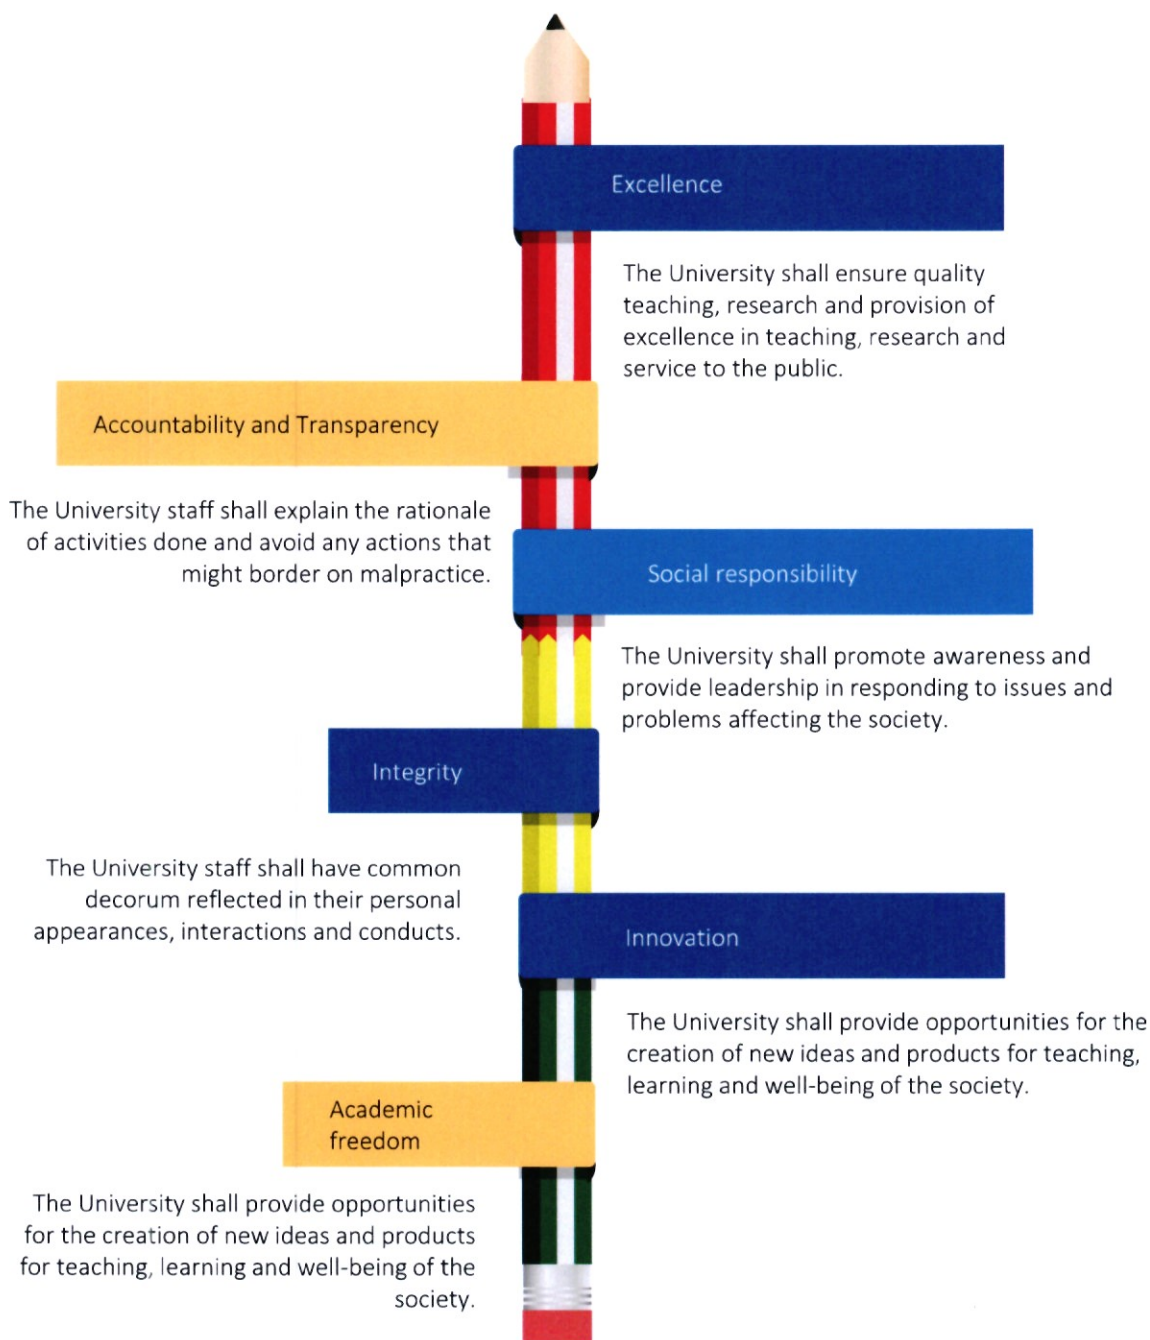 Excellence
The University shall ensure quality
teaching, research and provision of
excellence in teaching, research and
service to the public.
Accountability and Transparency
The University staff shall explain the rationale
of activities done and avoid any actions that
might border on malpractice.
Social responsibility
The University shall promote awareness and
provide leadership in responding to issues and
problems affecting the society.
Integrity
The University staff shall have common
decorum reflected in their personal
appearances, interactions and conducts.
Innovation
The University shall provide opportunities for the
creation of new ideas and products for teaching,
learning and well-being of the society.
Academic
freedom
The University shall provide opportunities
for the creation of new ideas and products
for teaching, learning and well-being of the
society.